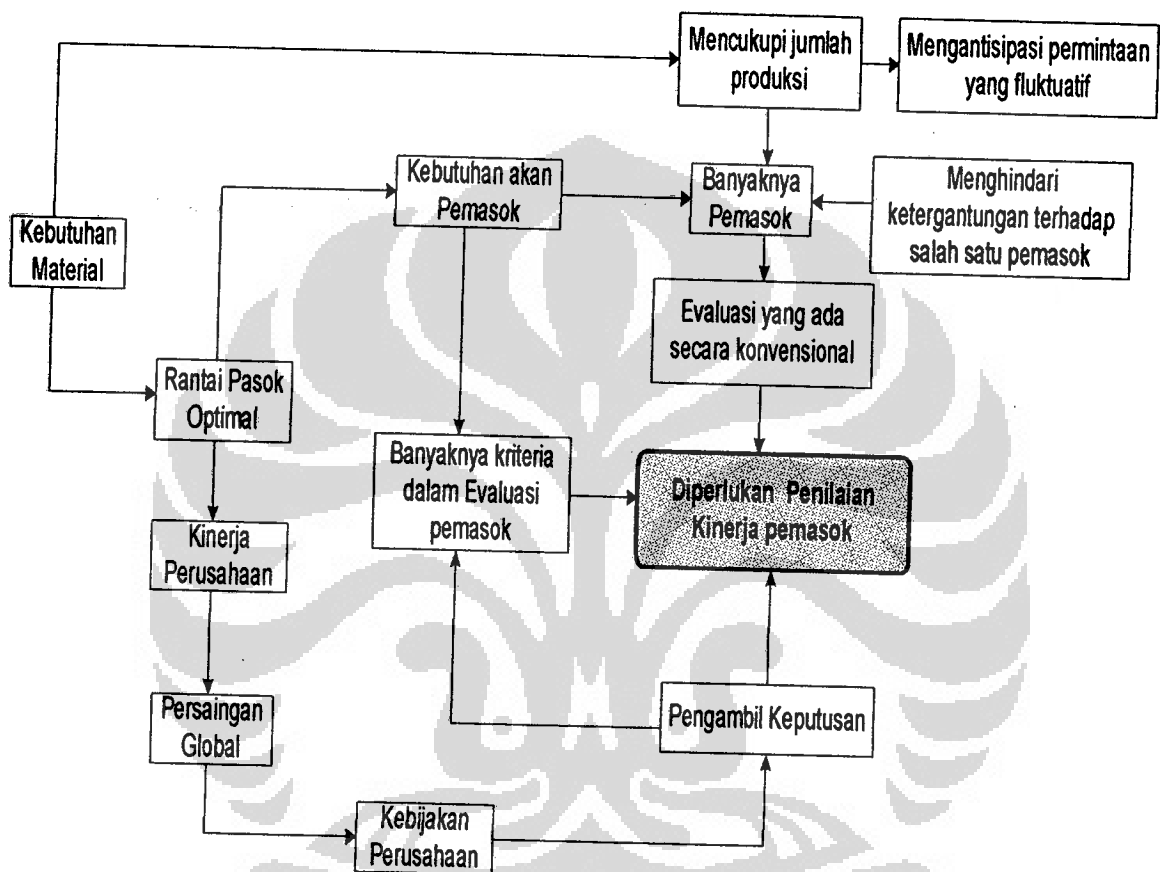 Mencukupi jumlah
produksi
Mengantisipasi permintaan
yang fluktuatif
Kebutuhan akan
Pemasok
Banyaknya
Pemasok
Menghindari
ketergantungan terhadap
salah satu pemasok
Kebutuhan
Material
Evaluasi yang ada
secara konvensional
Rantai Pasok
Optimal
Banyaknya kriteria
dalam Evaluasi
pemasok
Diperlukan Penilaian
Kinerja pemasok
Kinerja
Perusahaan
Persaingan
Global
Pengambil Keputusan
Kebijakan
Perusahaan